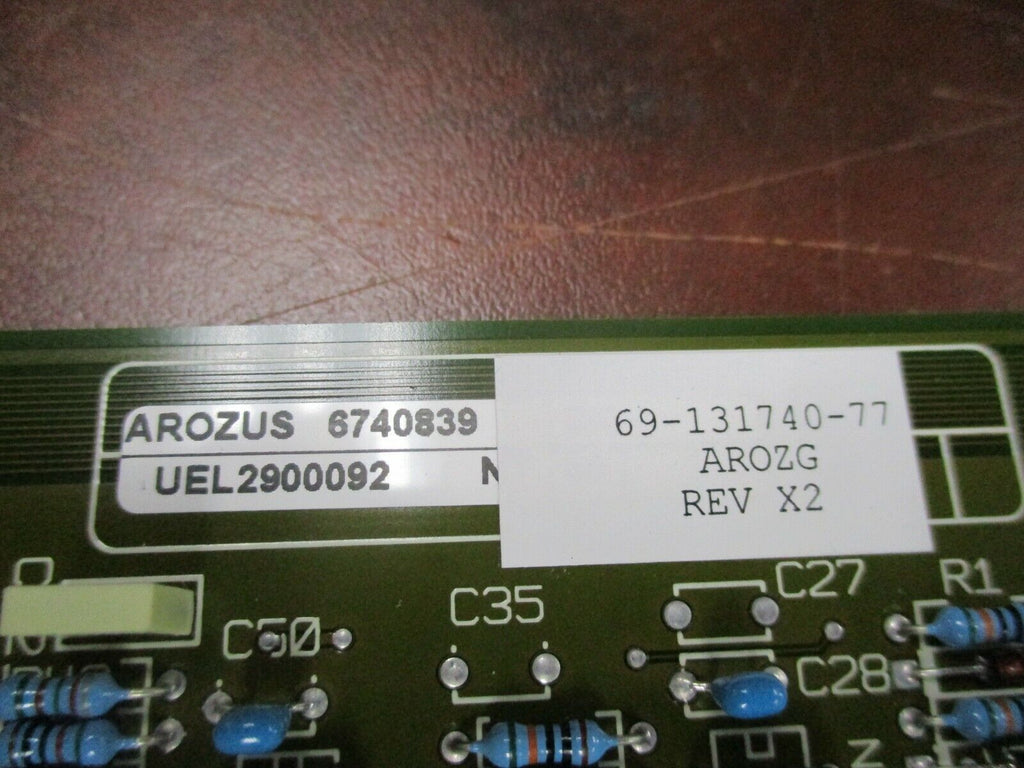 AROZUS 6740839
UEL2900092 N
69-131740-77
AROZG
REV X2
C50
C35
C27
R1
C28
N